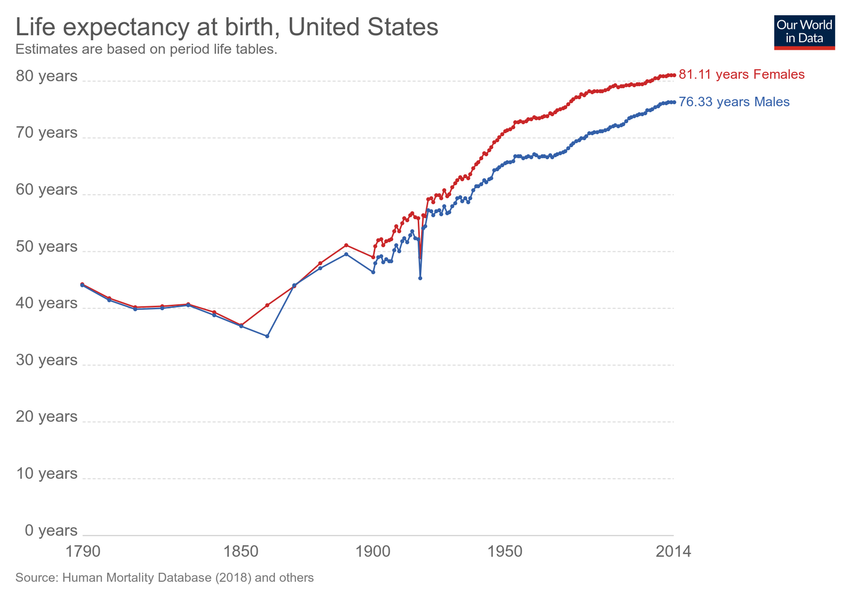 Life expectancy at birth, United States
Estimates are based on period life tables.
Our World
in Data
80 years
70 years
60 years
50 years
40 years
30 years
20 years
10 years
0 years
81.11 years Females
76.33 years Males
1790
1850
1900
1950
2014
Source: Human Mortality Database (2018) and others